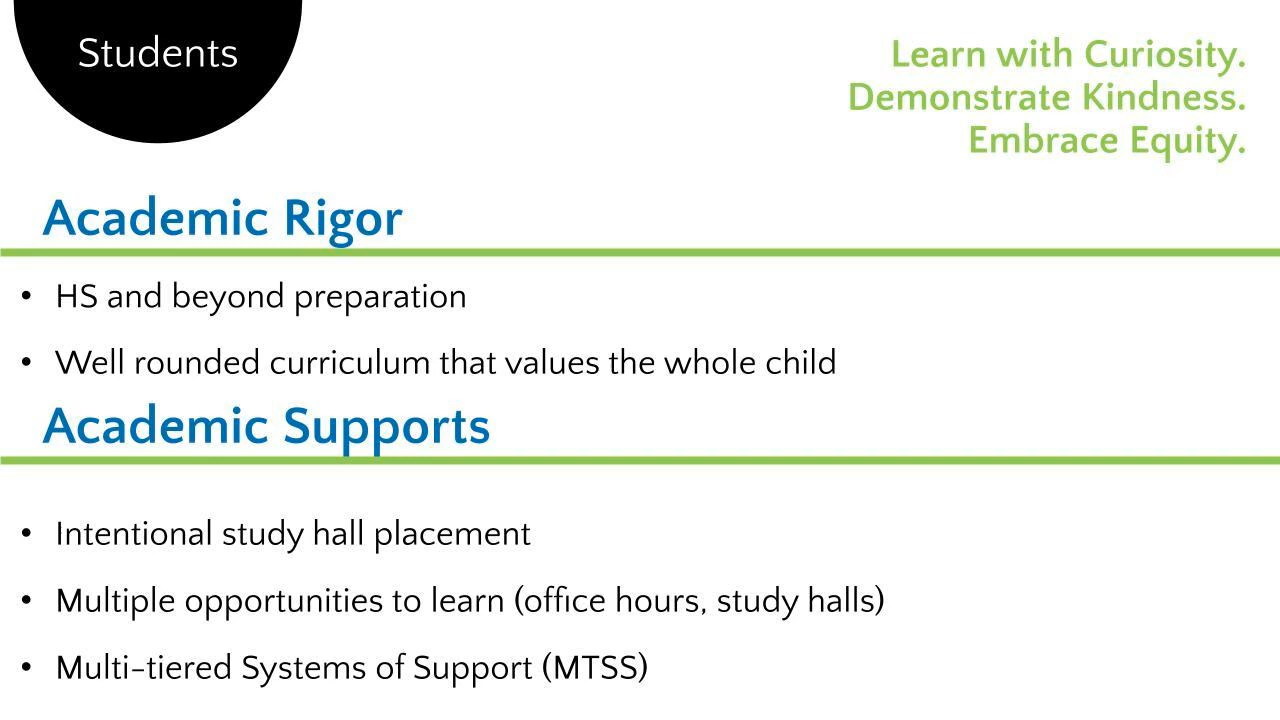 Students
Learn with Curiosity.
Demonstrate Kindness.
Embrace Equity.
Academic Rigor
• HS and beyond preparation
• Well rounded curriculum that values the whole child
Academic Supports
• Intentional study hall placement
• Multiple opportunities to learn (office hours, study halls)
• Multi-tiered Systems of Support (MTSS)